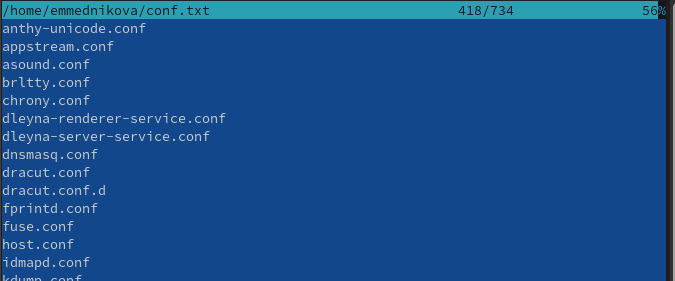 /home/emmednikova/conf.txt 418/734 56%
anthy-unicode.conf
appstream.conf
asound.conf
brltty.conf
chrony.conf
dleyna-renderer-service.conf
dleyna-server-service.conf
dnsmasq.conf
dracut.conf
dracut.conf.d
fprintd.conf
fuse.conf
host.conf
idmapd.conf
kdump.conf